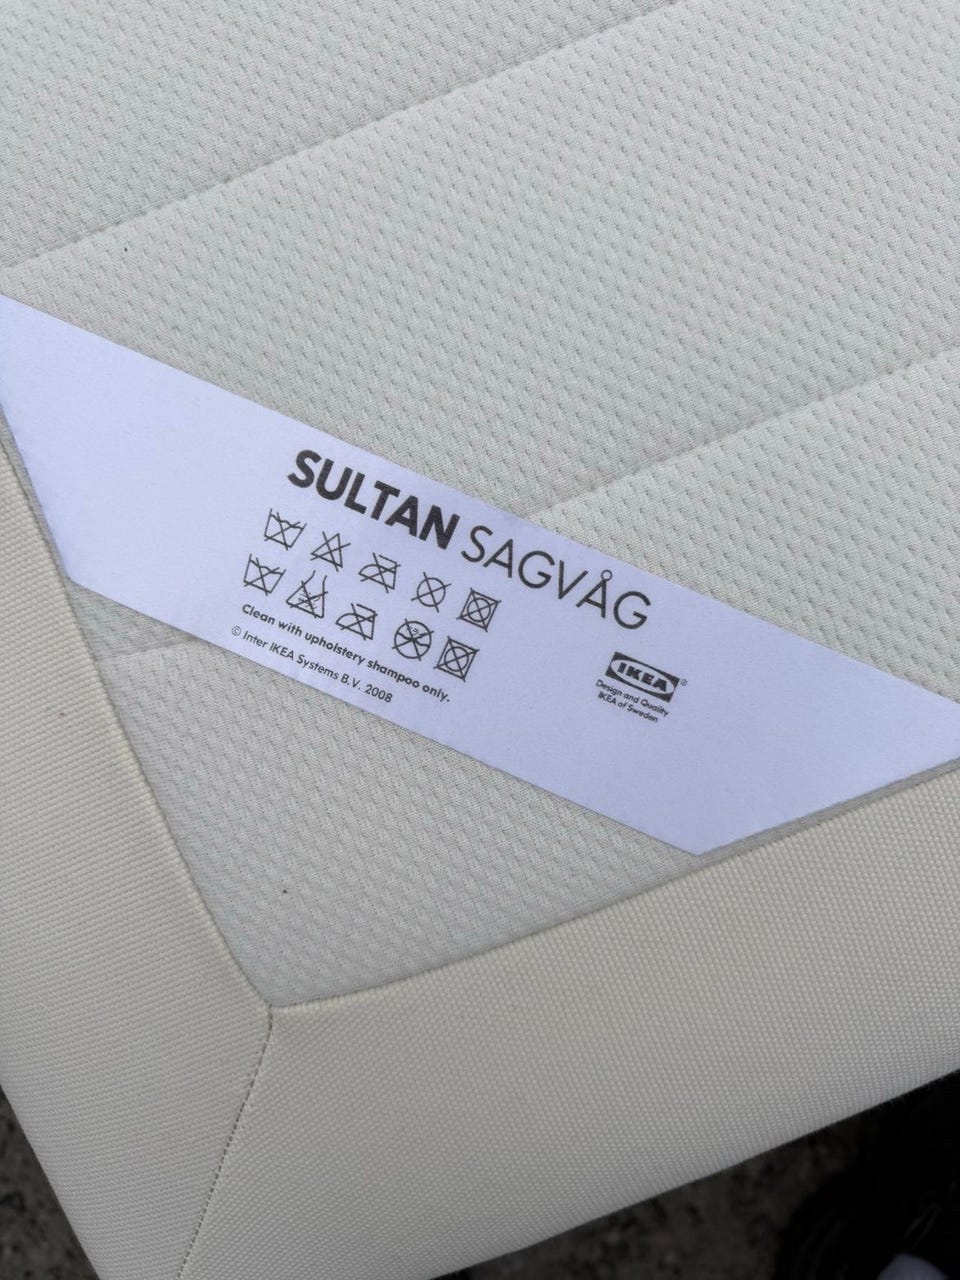 SULTAN SAGVÅG
Clean with upholstery shampoo only.
© Inter IKEA Systems B.V. 2008
IKEA®
Design and Quality
IKEA of Sweden